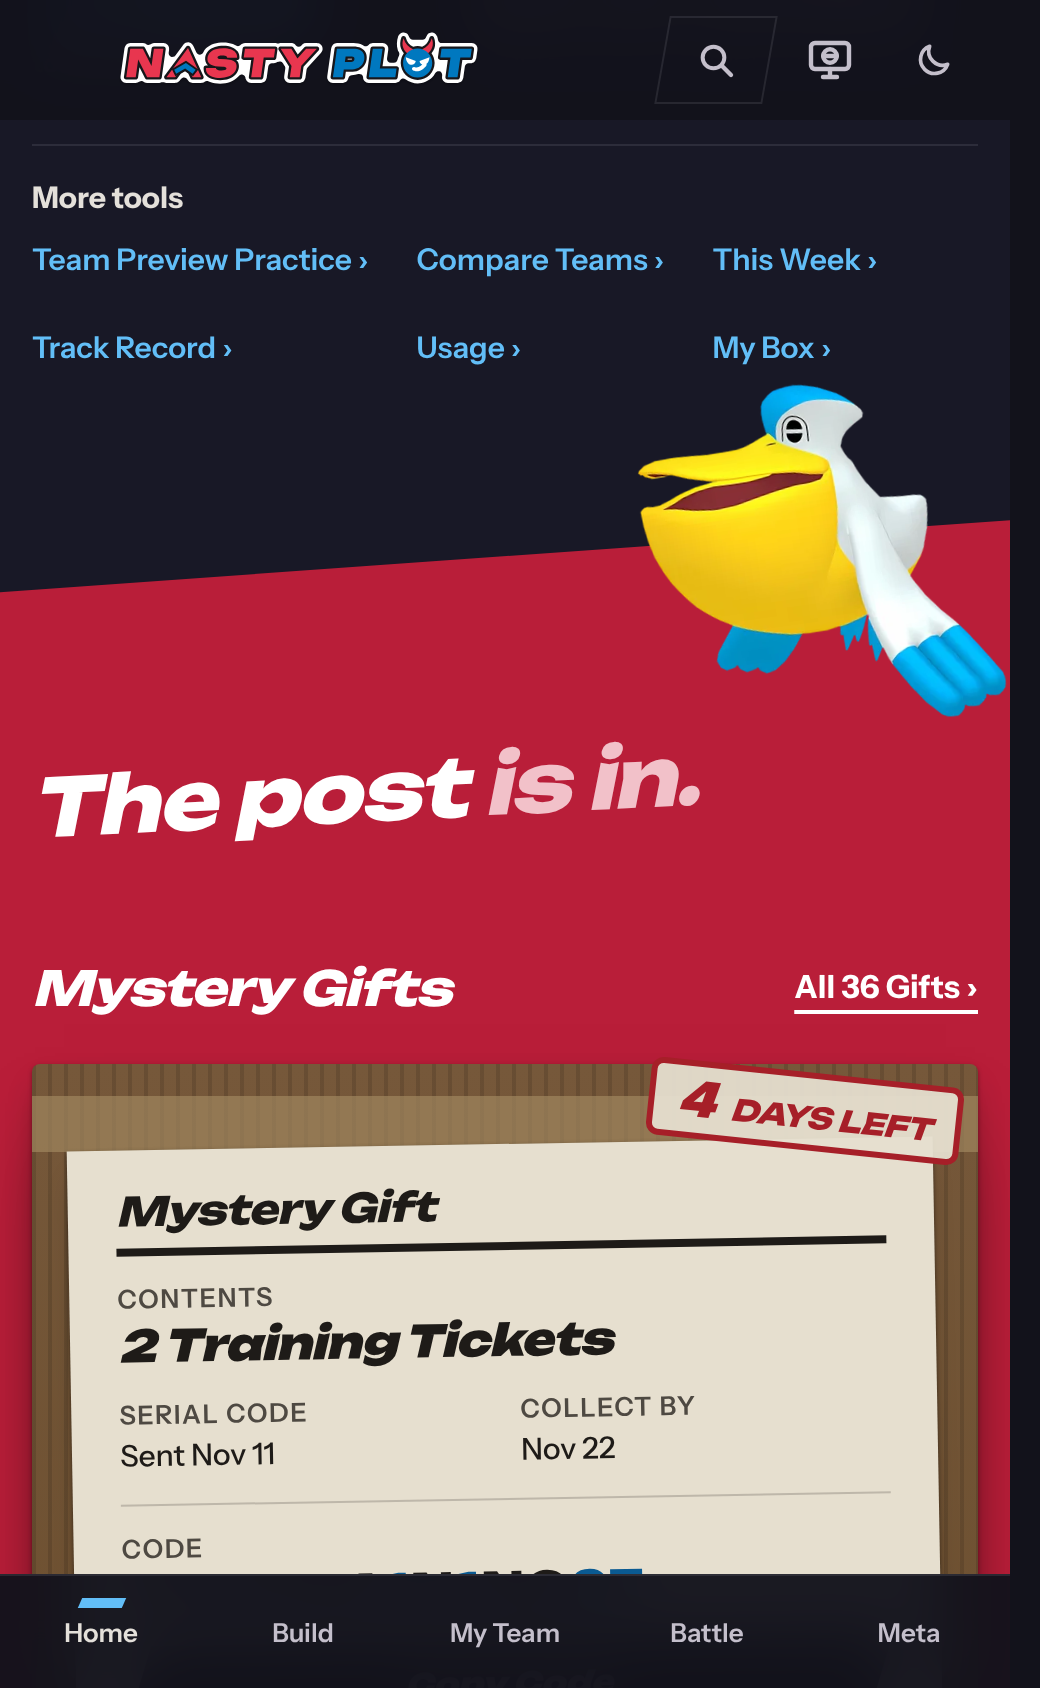 NASTY PLOT
More tools
Team Preview Practice ›
Compare Teams ›
This Week ›
Track Record ›
Usage ›
My Box ›
The post is in.
Mystery Gifts
All 36 Gifts ›
4 DAYS LEFT
Mystery Gift
CONTENTS
2 Training Tickets
SERIAL CODE
COLLECT BY
Sent Nov 11
Nov 22
CODE
Home
Build
My Team
Battle
Meta
Copy Code